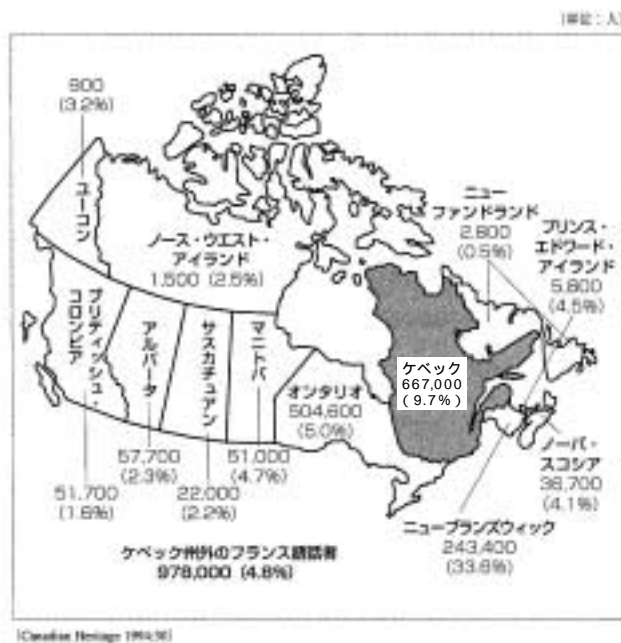 [単位：人]
900
(3.2%)
ユーコン
ノース・ウエスト・
アイランド
1.500 (2.5%)
ニュー
ファンドランド
2.800
(0.5%)
プリンス・
エドワード・
アイランド
5.800
(4.5%)
ブリティッシュ・
コロンビア
アルバータ
サスカチュアン
マニトバ
オンタリオ
504,600
(5.0%)
ケベック
667,000
(9.7%)
57,700
(2.3%)
51,000
(4.7%)
51.700
(1.6%)
22,000
(2.2%)
ノーバ・
スコシア
36,700
(4.1%)
ニューブランズウィック
243,400
(33.6%)
ケベック州外のフランス語話者
978,000 (4.8%)
[Canadian Heritage 1994:30]